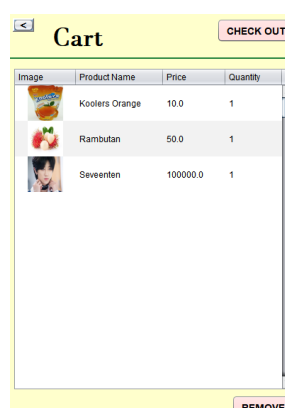 <
Cart
CHECK OUT
Image Product Name Price Quantity
Koolers Orange 10.0 1
Rambutan 50.0 1
Seveenten 100000.0 1
REMOVE